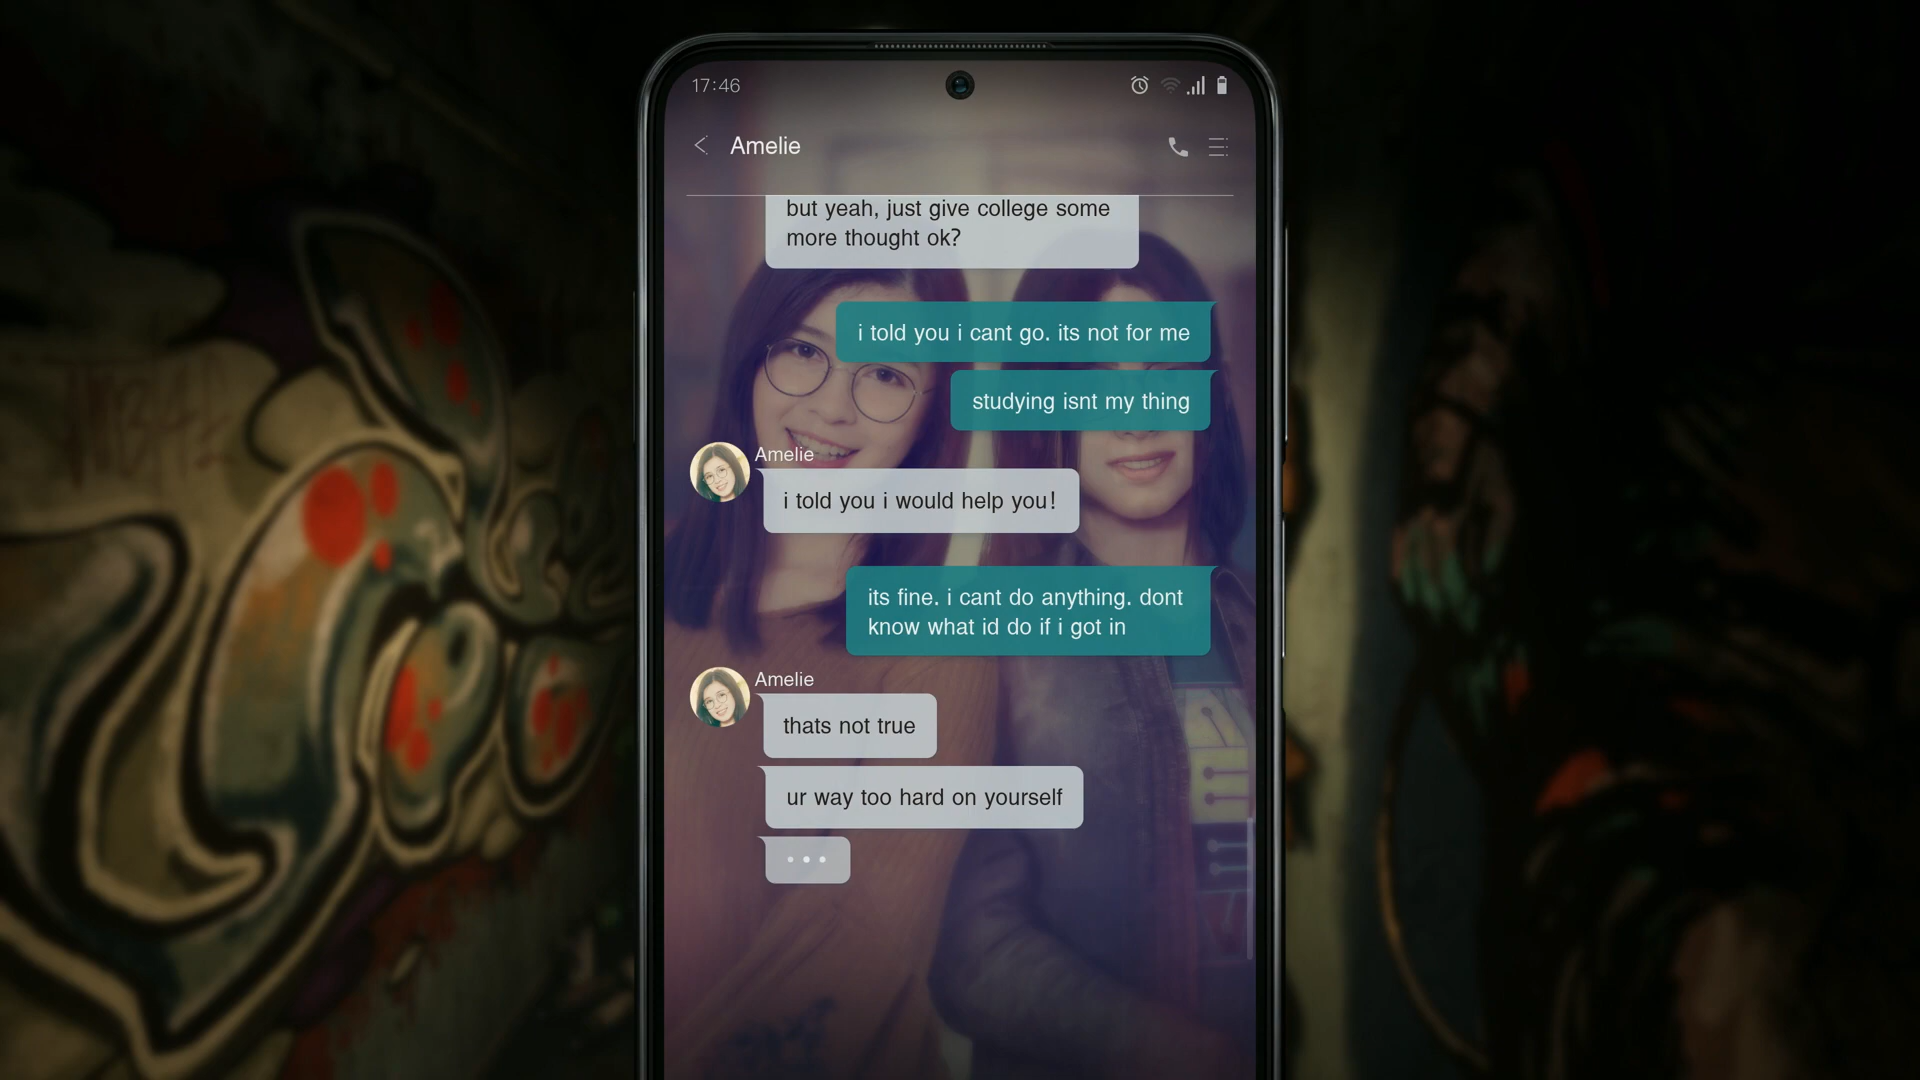 17:46
Amelie
but yeah, just give college some
more thought ok?
i told you i cant go. its not for me
studying isnt my thing
Amelie
i told you i would help you!
its fine. i cant do anything. dont
know what id do if i got in
Amelie
thats not true
ur way too hard on yourself